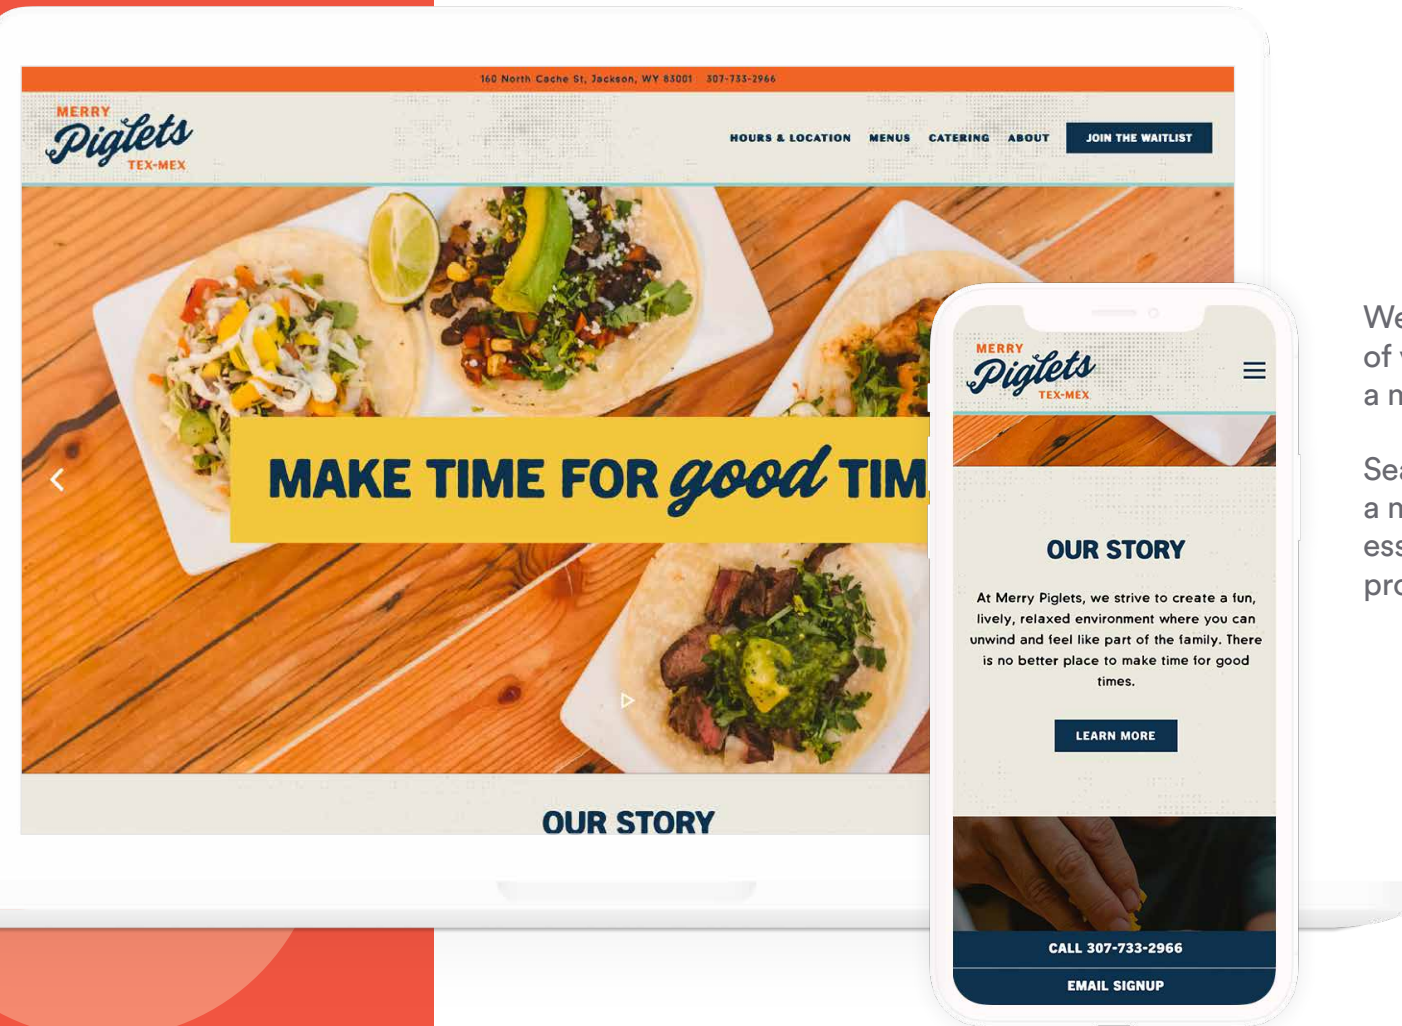 160 North Cache St, Jackson, WY 83001 307-733-2966
MERRY
Piglets
TEX-MEX
HOURS & LOCATION MENUS CATERING ABOUT JOIN THE WAITLIST
MAKE TIME FOR good TIM
OUR STORY
MERRY
Piglets
TEX-MEX
OUR STORY
At Merry Piglets, we strive to create a fun,
lively, relaxed environment where you can
unwind and feel like part of the family. There
is no better place to make time for good
times.
LEARN MORE
CALL 307-733-2966
EMAIL SIGNUP
We
of
a
Sea
a
ess
pro